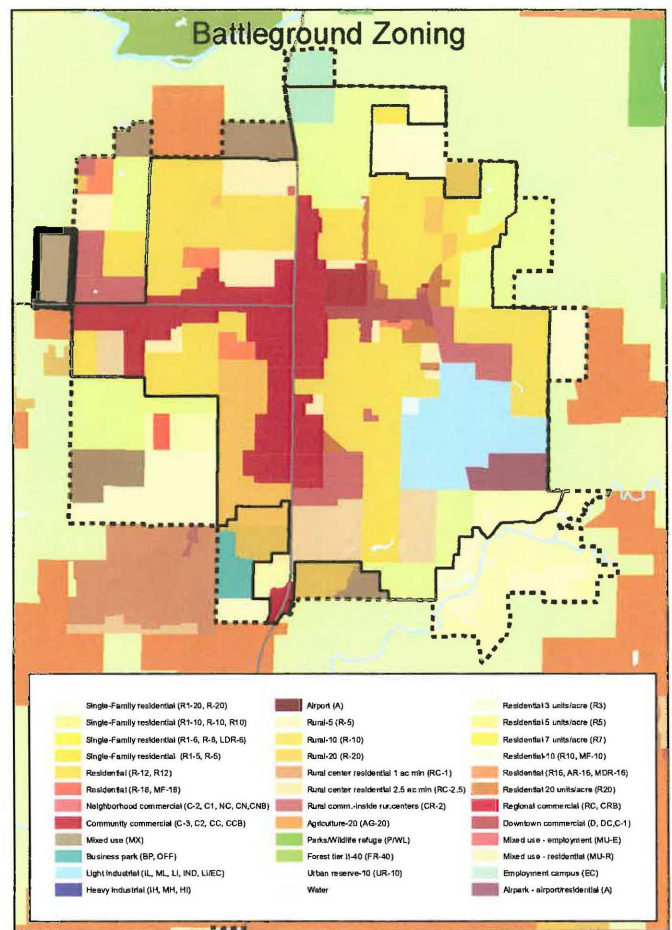 Battleground Zoning
Single-Family residential (R1-20, R-20)
Single-Family residential (R1-10, R-10, R10)
Single-Family residential (R1-6, R-6, LDR-6)
Single-Family residential (R1-5, R-5)
Residential (R-12, R12)
Residential (R-18, MF-18)
Neighborhood commercial (C-2, C1, NC, CN,CNB)
Community commercial (C-3, C2, CC, CCB)
Mixed use (MX)
Business park (BP, OFF)
Light industrial (IL, ML, LI, IND, LI/EC)
Heavy industrial (IH, MH, HI)
Airport (A)
Rural-5 (R-5)
Rural-10 (R-10)
Rural-20 (R-20)
Rural center residential 1 ac min (RC-1)
Rural center residential 2.5 ac min (RC-2,5)
Rural comm.-inside rur.centers (CR-2)
Agriculture-20 (AG-20)
Parks/Wildlife refuge (P/WL)
Forest tier II-40 (FR-40)
Urban reserve-10 (UR-10)
Water
Residential 3 units/acre (R3)
Residential 5 units/acre (R5)
Residential 7 units/acre (R7)
Residential-10 (R10, MF-10)
Residential (R16, AR-16, MDR-16)
Residential 20 units/acre (R20)
Regional commercial (RC, CRB)
Downtown commercial (D, DC,C-1)
Mixed use - employment (MU-E)
Mixed use - residential (MU-R)
Employment campus (EC)
Airpark - airport/residential (A)